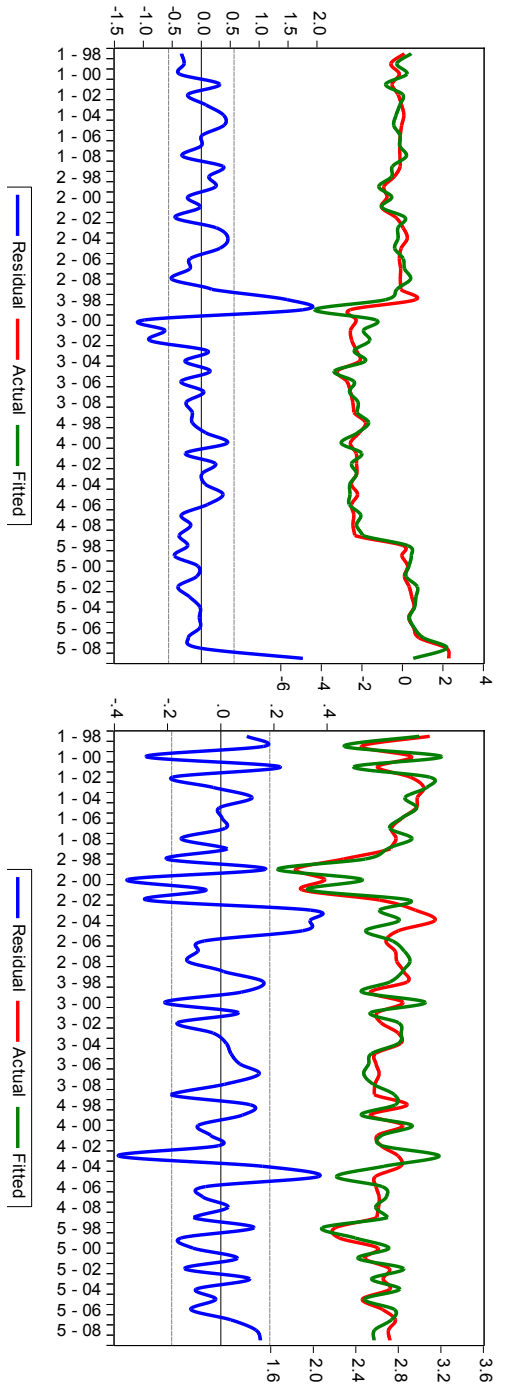 -1.5 -1.0 -0.5 0.0 0.5 1.0 1.5 2.0
1 - 98
1 - 00
1 - 02
1 - 04
1 - 06
1 - 08
2 - 98
2 - 00
2 - 02
2 - 04
2 - 06
2 - 08
3 - 98
3 - 00
3 - 02
3 - 04
3 - 06
3 - 08
4 - 98
4 - 00
4 - 02
4 - 04
4 - 06
4 - 08
5 - 98
5 - 00
5 - 02
5 - 04
5 - 06
5 - 08
-6 -4 -2 0 2 4
Residual Actual Fitted
-.4 -.2 .0 .2 .4
1 - 98
1 - 00
1 - 02
1 - 04
1 - 06
1 - 08
2 - 98
2 - 00
2 - 02
2 - 04
2 - 06
2 - 08
3 - 98
3 - 00
3 - 02
3 - 04
3 - 06
3 - 08
4 - 98
4 - 00
4 - 02
4 - 04
4 - 06
4 - 08
5 - 98
5 - 00
5 - 02
5 - 04
5 - 06
5 - 08
1.6 2.0 2.4 2.8 3.2 3.6
Residual Actual Fitted